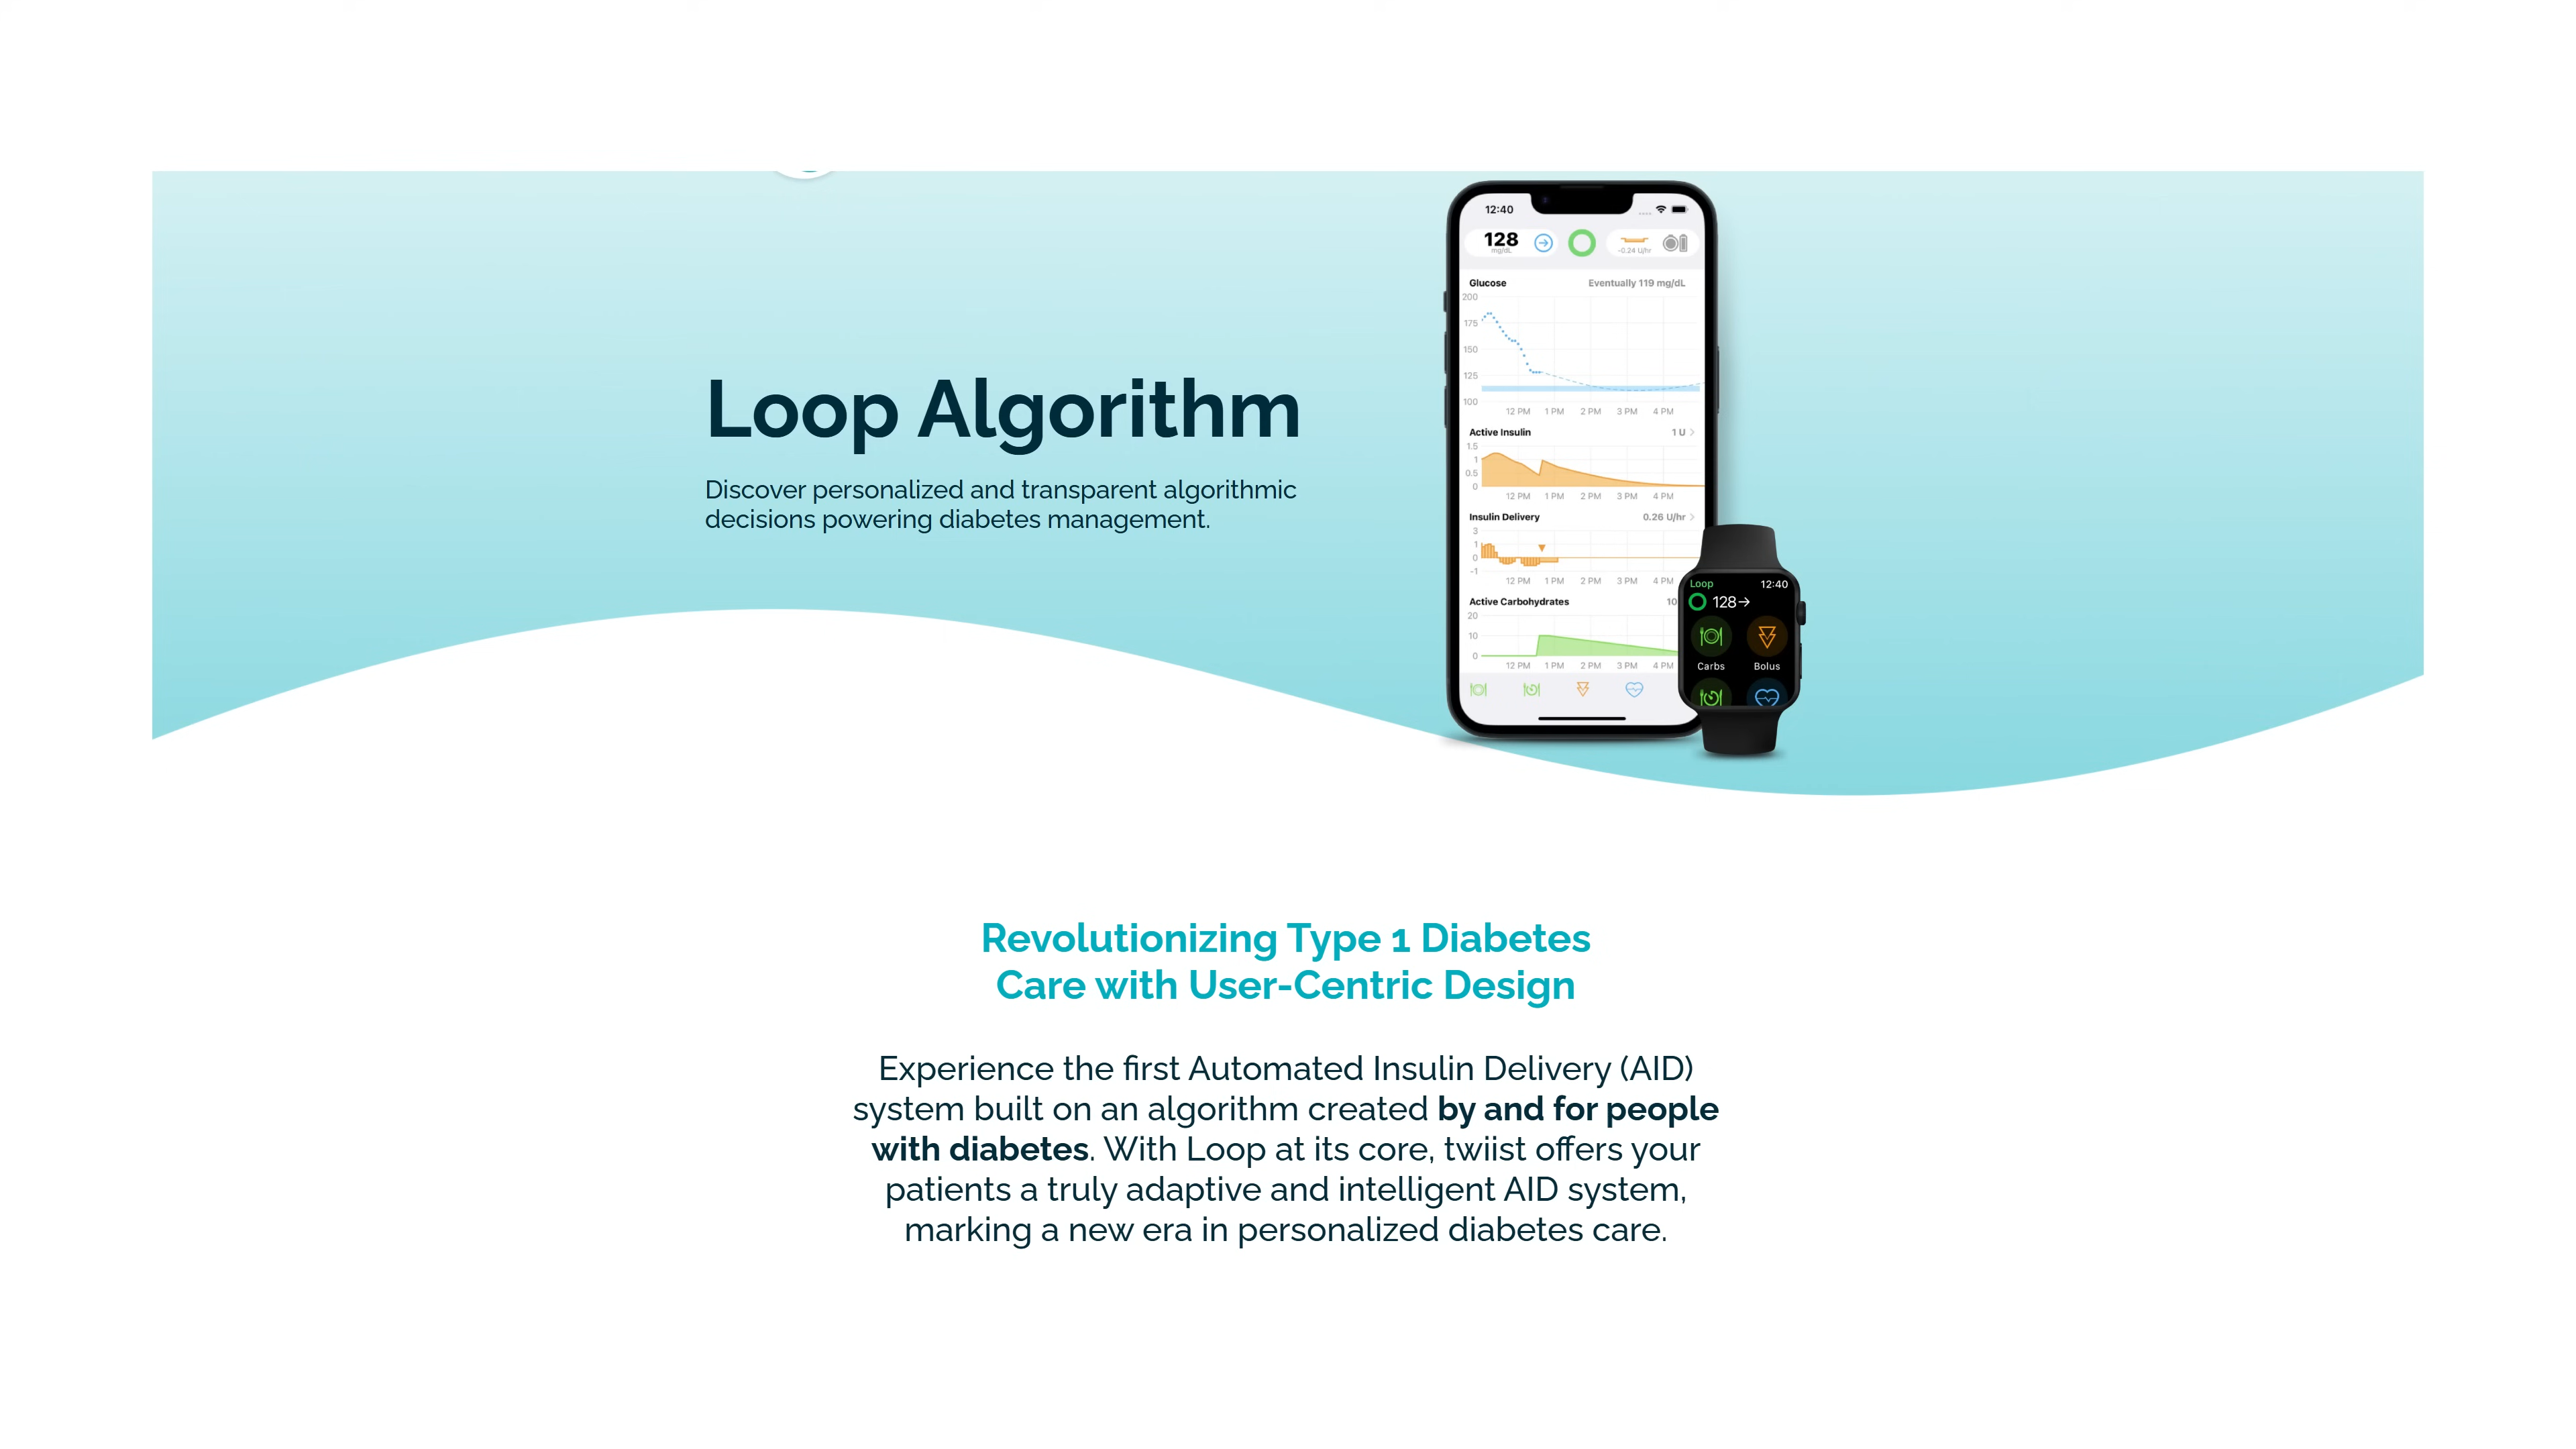 Loop Algorithm
Discover personalized and transparent algorithmic
decisions powering diabetes management.
12:40
128
mg/dL
-0.24 U/hr
Glucose
Eventually 119 mg/dL
200
175
150
125
100
12 PM 1 PM 2 PM 3 PM 4 PM
Active Insulin
1 U
1.5
1
0.5
0
12 PM 1 PM 2 PM 3 PM 4 PM
Insulin Delivery
0.26 U/hr
3
1
0
-1
12 PM 1 PM 2 PM 3 PM 4 PM
Active Carbohydrates
10
20
10
0
12 PM 1 PM 2 PM 3 PM 4 PM
Loop 12:40
128→
Carbs Bolus
Revolutionizing Type 1 Diabetes
Care with User-Centric Design
Experience the first Automated Insulin Delivery (AID)
system built on an algorithm created by and for people
with diabetes. With Loop at its core, twiist offers your
patients a truly adaptive and intelligent AID system,
marking a new era in personalized diabetes care.